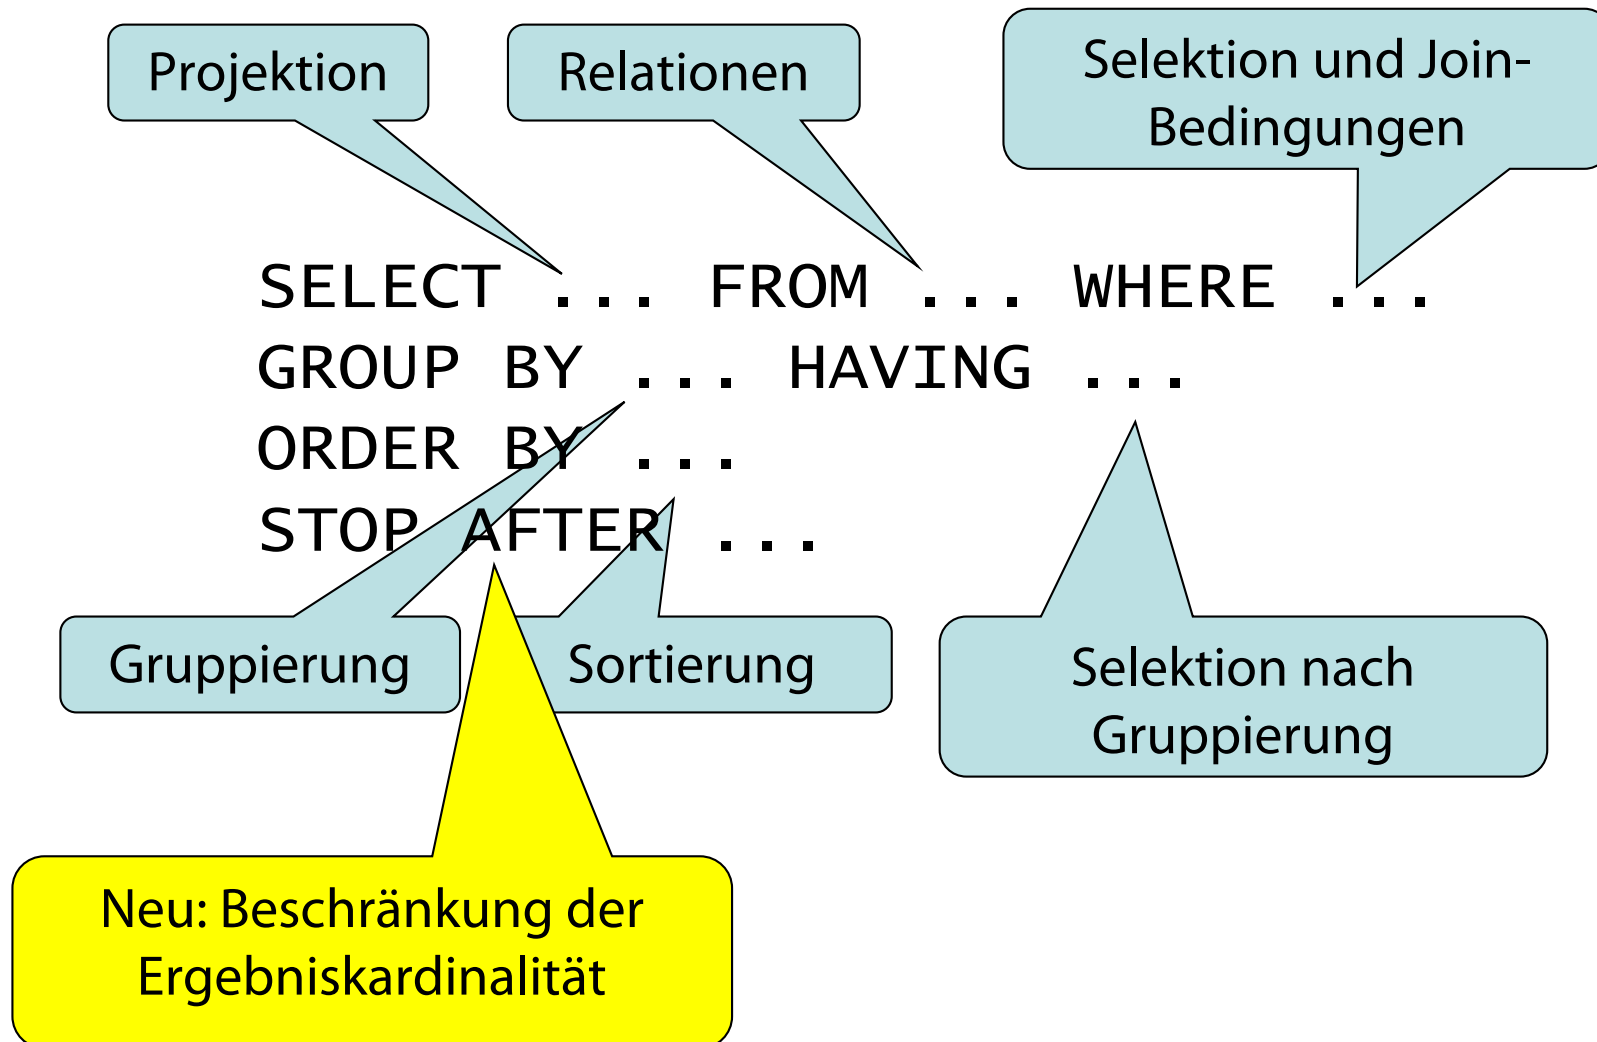 Projektion
Relationen
Selektion und Join-
Bedingungen
SELECT ... FROM ... WHERE ...
GROUP BY ... HAVING ...
ORDER BY ...
STOP AFTER ...
Gruppierung
Sortierung
Selektion nach
Gruppierung
Neu: Beschränkung der
Ergebniskardinalität